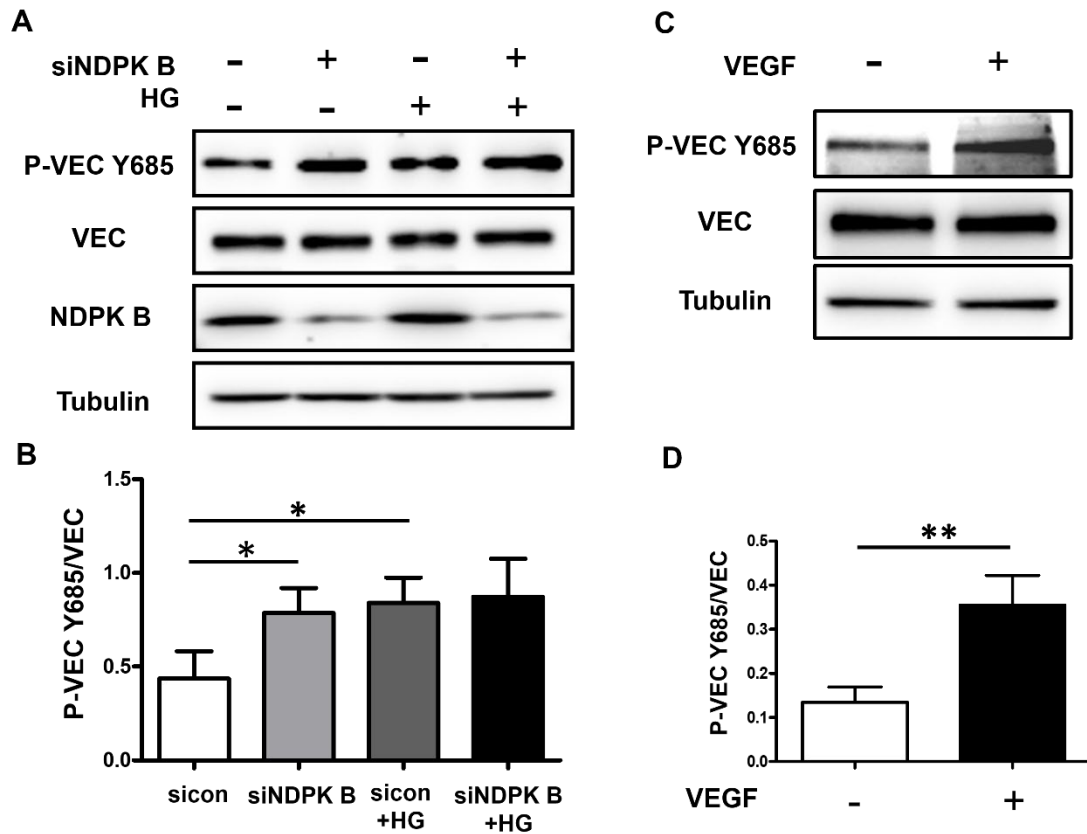 A
siNDPK B - + - +
HG - - + +
P-VEC Y685
VEC
NDPK B
Tubulin
B
P-VEC Y685/VEC
1.5
1.0
0.5
0.0
*
*
sicon siNDPK B sicon +HG siNDPK B +HG
C
VEGF - +
P-VEC Y685
VEC
Tubulin
D
P-VEC Y685/VEC
0.5
0.4
0.3
0.2
0.1
0.0
**
VEGF - +